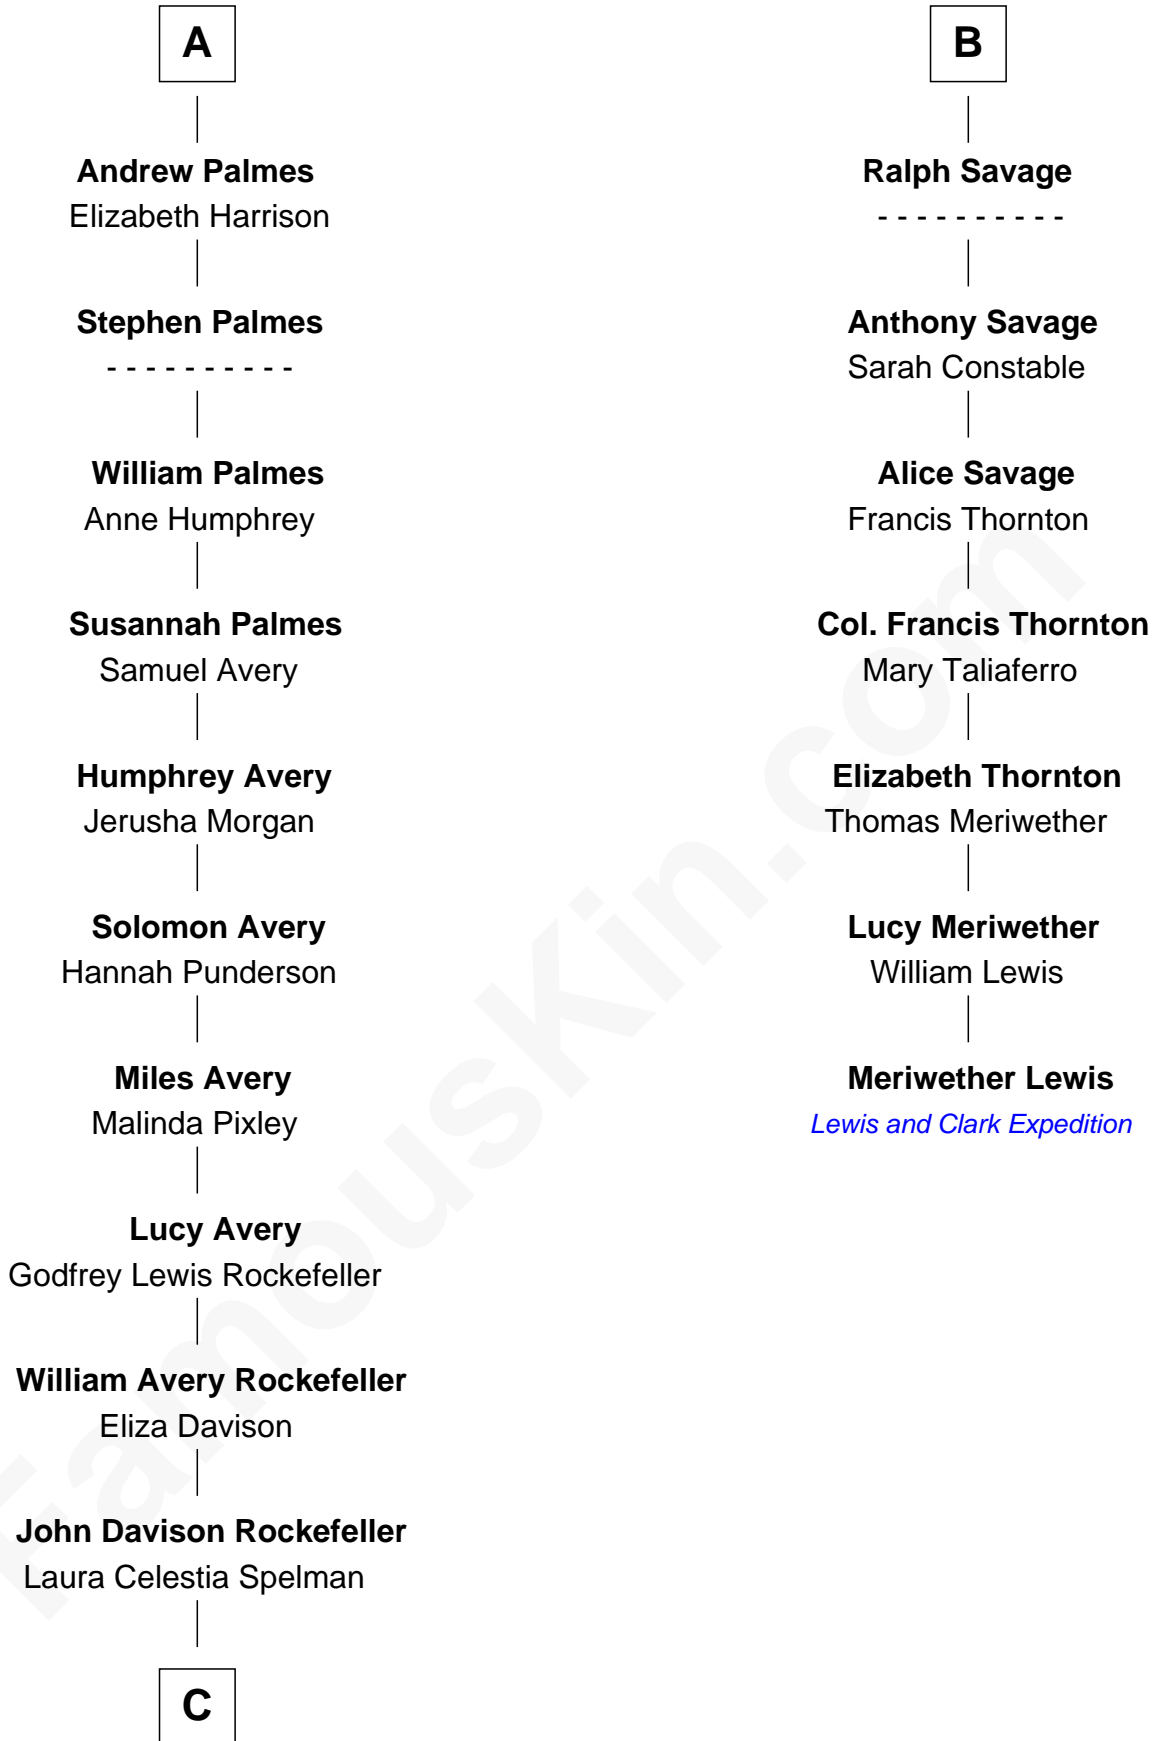 A
Andrew Palmes
Elizabeth Harrison
Stephen Palmes
- - - - - - - - - -
William Palmes
Anne Humphrey
Susannah Palmes
Samuel Avery
Humphrey Avery
Jerusha Morgan
Solomon Avery
Hannah Punderson
Miles Avery
Malinda Pixley
Lucy Avery
Godfrey Lewis Rockefeller
William Avery Rockefeller
Eliza Davison
John Davison Rockefeller
Laura Celestia Spelman
C
B
Ralph Savage
- - - - - - - - - -
Anthony Savage
Sarah Constable
Alice Savage
Francis Thornton
Col. Francis Thornton
Mary Taliaferro
Elizabeth Thornton
Thomas Meriwether
Lucy Meriwether
William Lewis
Meriwether Lewis
Lewis and Clark Expedition
FamousKin.com